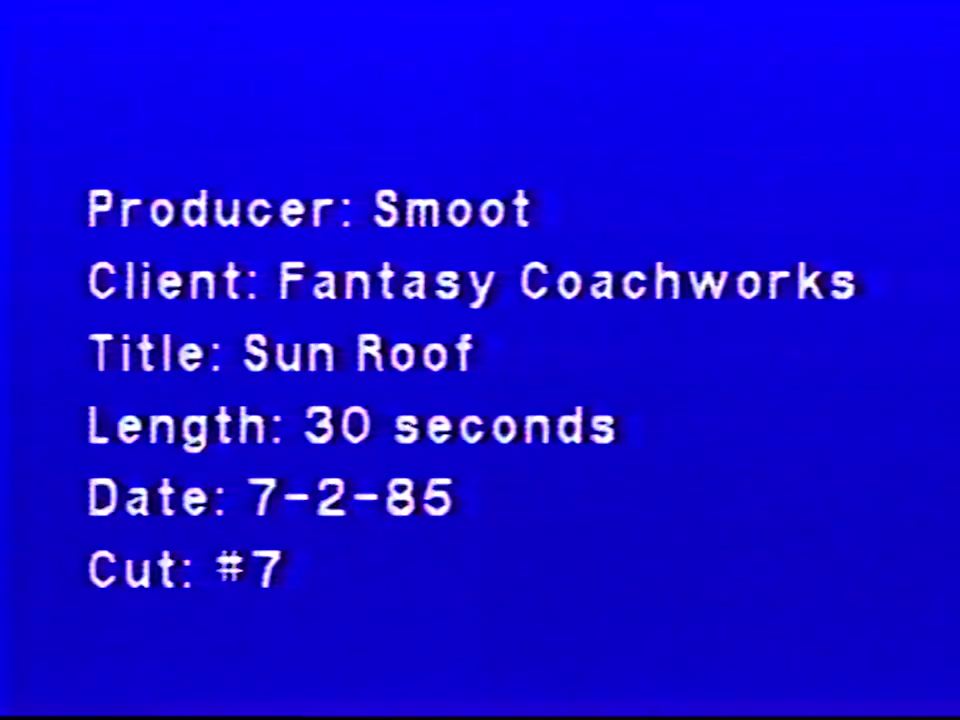 Producer: Smoot
Client: Fantasy Coachworks
Title: Sun Roof
Length: 30 seconds
Date: 7-2-85
Cut: #7